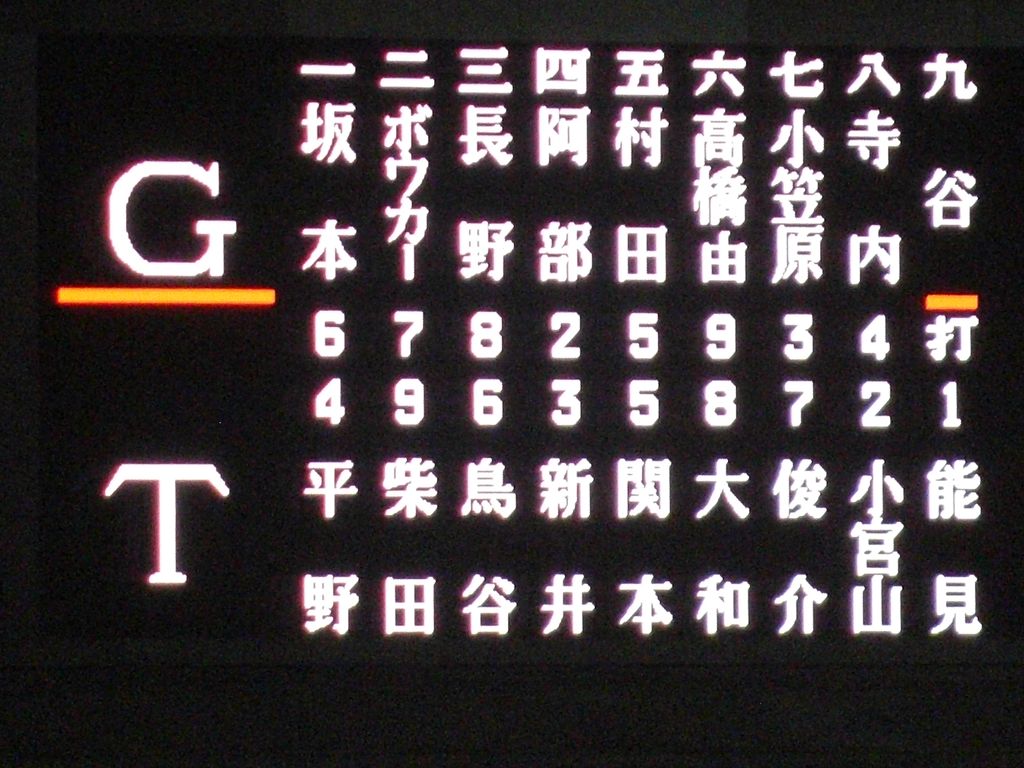 一 二 三 四 五 六 七 八 九
G
坂本 ボウカー 長野 阿部 村田 高橋由 小笠原 寺内 谷
6 7 8 2 5 9 3 4 打
4 9 6 3 5 8 7 2 1
T
平野 柴田 鳥谷 新井 関本 大和 俊介 小宮山 能見